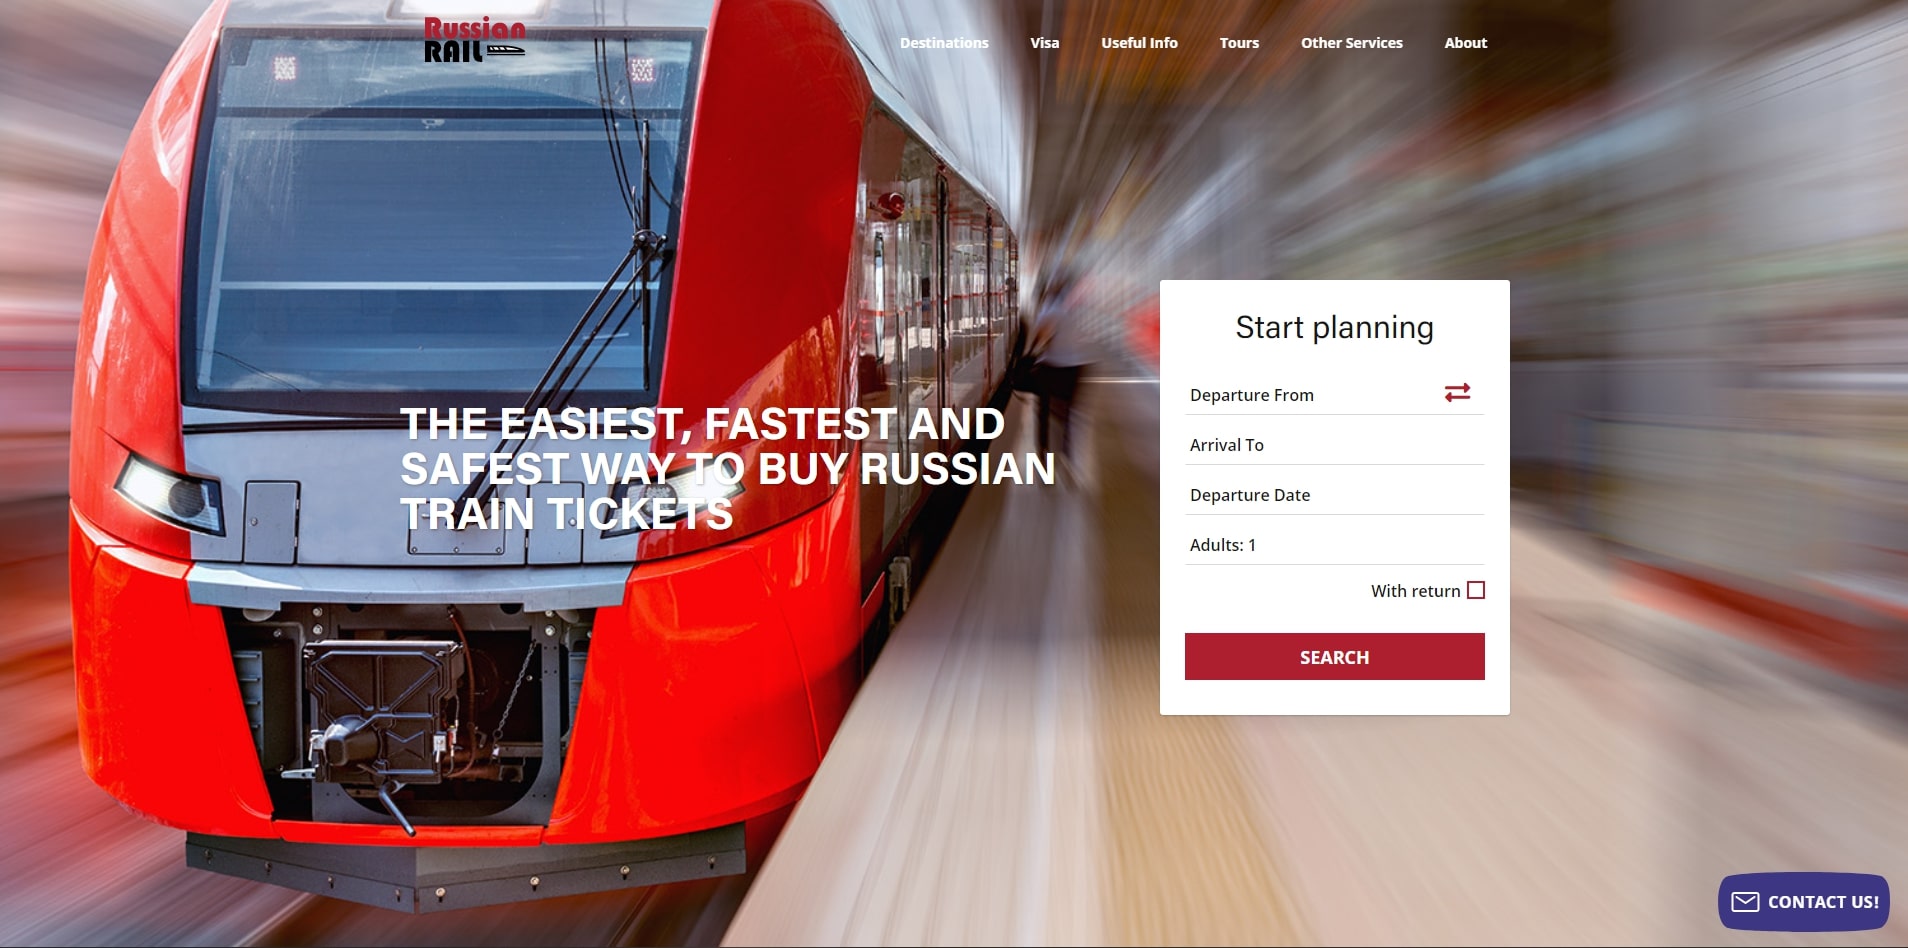 Russian
RAIL
Destinations
Visa
Useful Info
Tours
Other Services
About
THE EASIEST, FASTEST AND
SAFEST WAY TO BUY RUSSIAN
TRAIN TICKETS
Start planning
Departure From
Arrival To
Departure Date
Adults: 1
With return
SEARCH
CONTACT US!